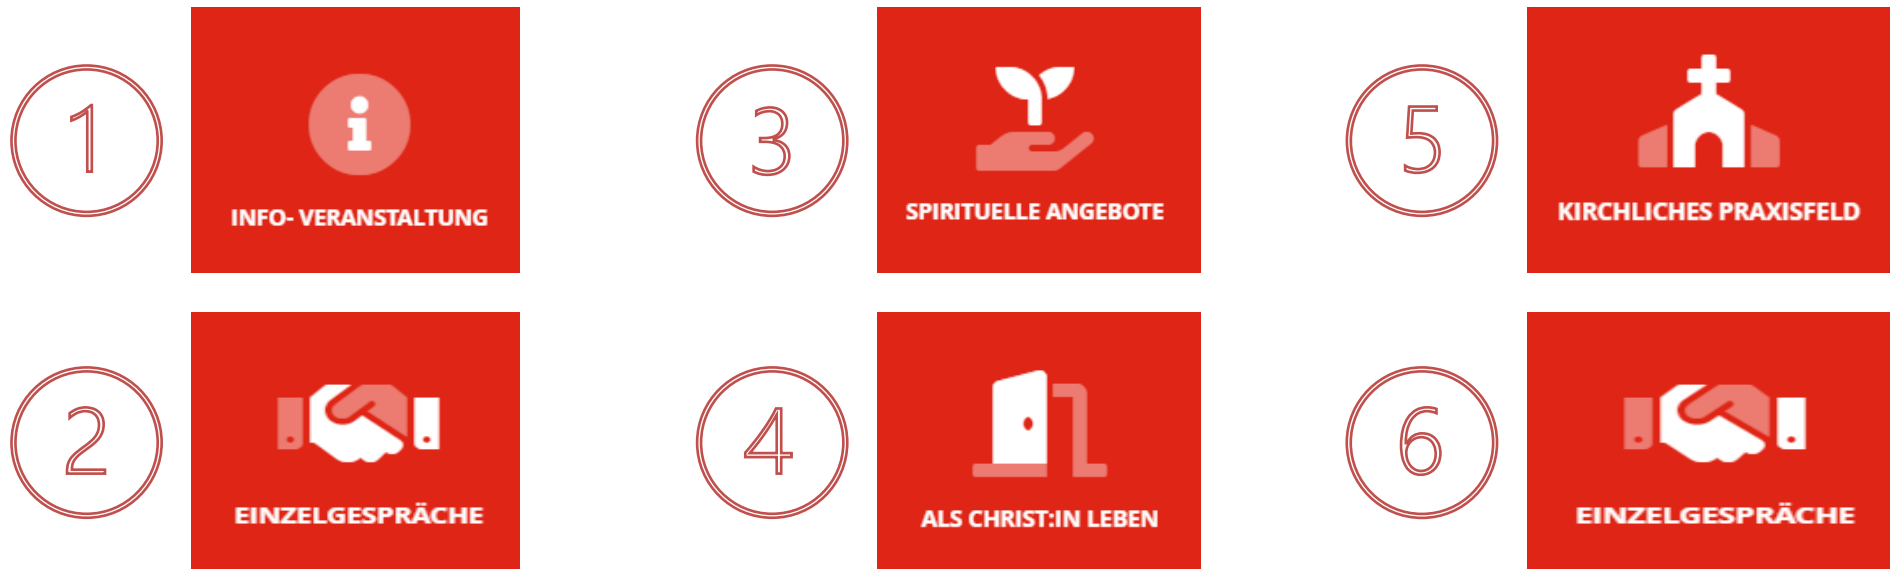 1
INFO- VERANSTALTUNG
2
EINZELGESPRÄCHE
3
SPIRITUELLE ANGEBOTE
4
ALS CHRIST:IN LEBEN
5
KIRCHLICHES PRAXISFELD
6
EINZELGESPRÄCHE